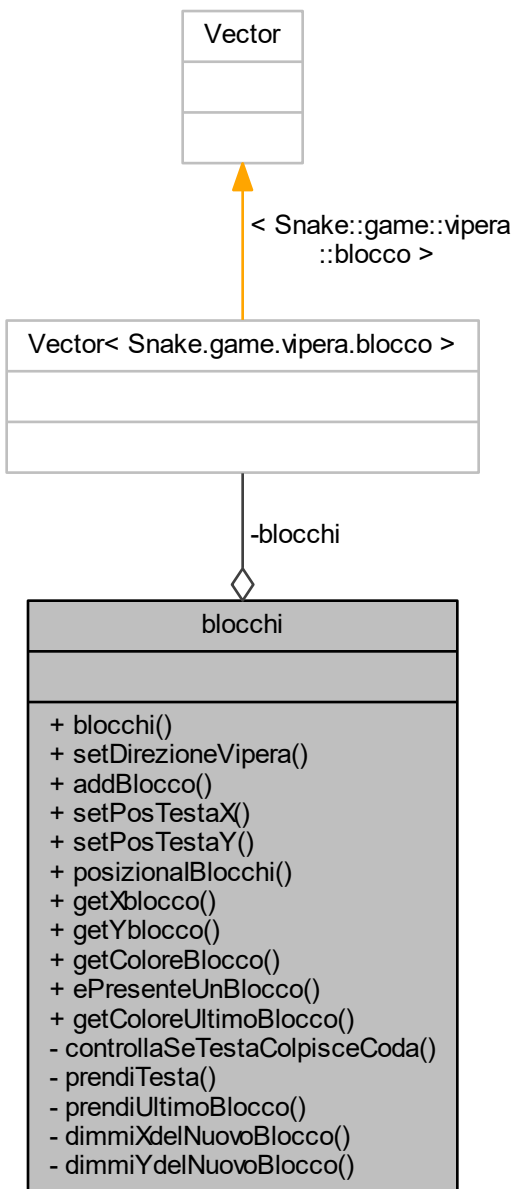 Vector
< Snake::game::vipera
::blocco >
Vector< Snake.game.vipera.blocco >
-blocchi
blocchi
+ blocchi()
+ setDirezioneVipera()
+ addBlocco()
+ setPosTestaX()
+ setPosTestaY()
+ posizionaIBlocchi()
+ getXblocco()
+ getYblocco()
+ getColoreBlocco()
+ ePresenteUnBlocco()
+ getColoreUltimoBlocco()
- controllaSeTestaColpisceCoda()
- prendiTesta()
- prendiUltimoBlocco()
- dimmiXdelNuovoBlocco()
- dimmiYdelNuovoBlocco()